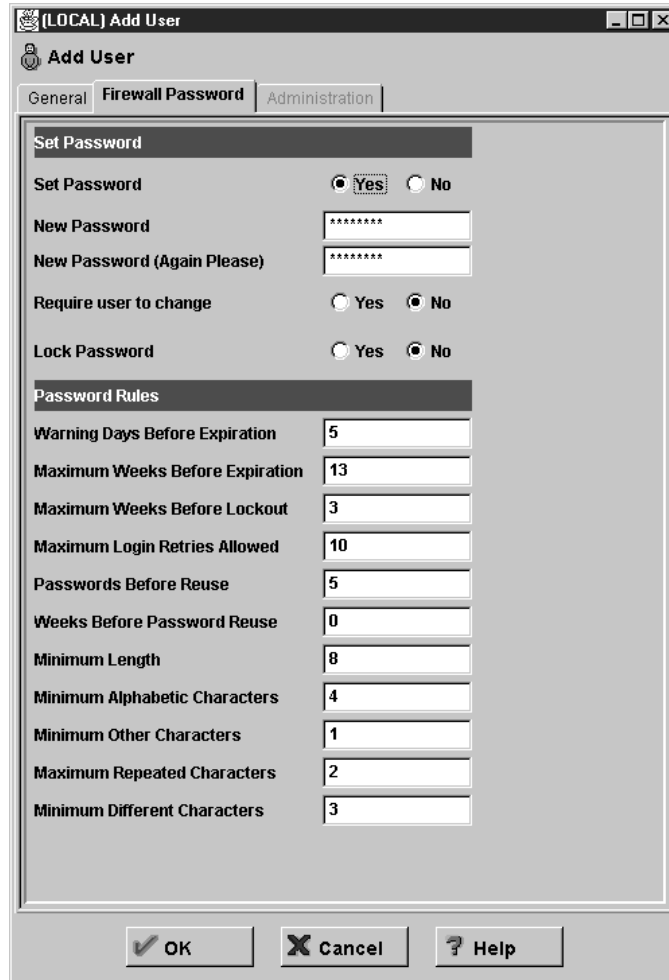 (LOCAL) Add User
Add User
General Firewall Password Administration
Set Password
Set Password Yes No
New Password ********
New Password (Again Please) ********
Require user to change Yes No
Lock Password Yes No
Password Rules
Warning Days Before Expiration 5
Maximum Weeks Before Expiration 13
Maximum Weeks Before Lockout 3
Maximum Login Retries Allowed 10
Passwords Before Reuse 5
Weeks Before Password Reuse 0
Minimum Length 8
Minimum Alphabetic Characters 4
Minimum Other Characters 1
Maximum Repeated Characters 2
Minimum Different Characters 3
OK Cancel ? Help